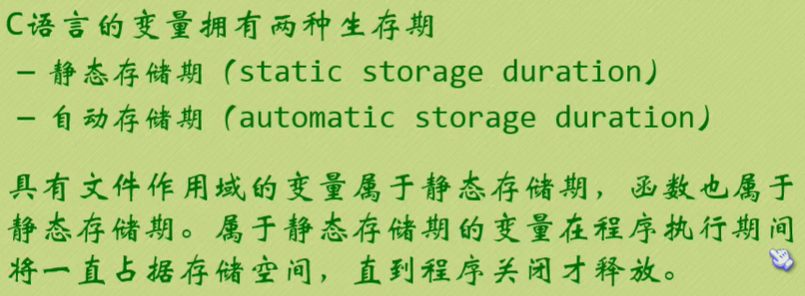 C语言的变量拥有两种生存期
– 静态存储期（static storage duration）
– 自动存储期（automatic storage duration）
具有文件作用域的变量属于静态存储期，函数也属于
静态存储期。属于静态存储期的变量在程序执行期间
将一直占据存储空间，直到程序关闭才释放。